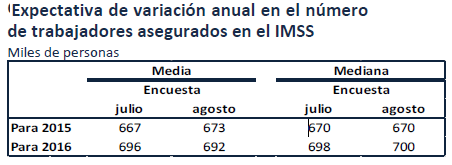 Expectativa de variación anual en el número
de trabajadores asegurados en el IMSS
Miles de personas
Media Mediana
Encuesta Encuesta
julio agosto julio agosto
Para 2015 667 673 670 670
Para 2016 696 692 698 700